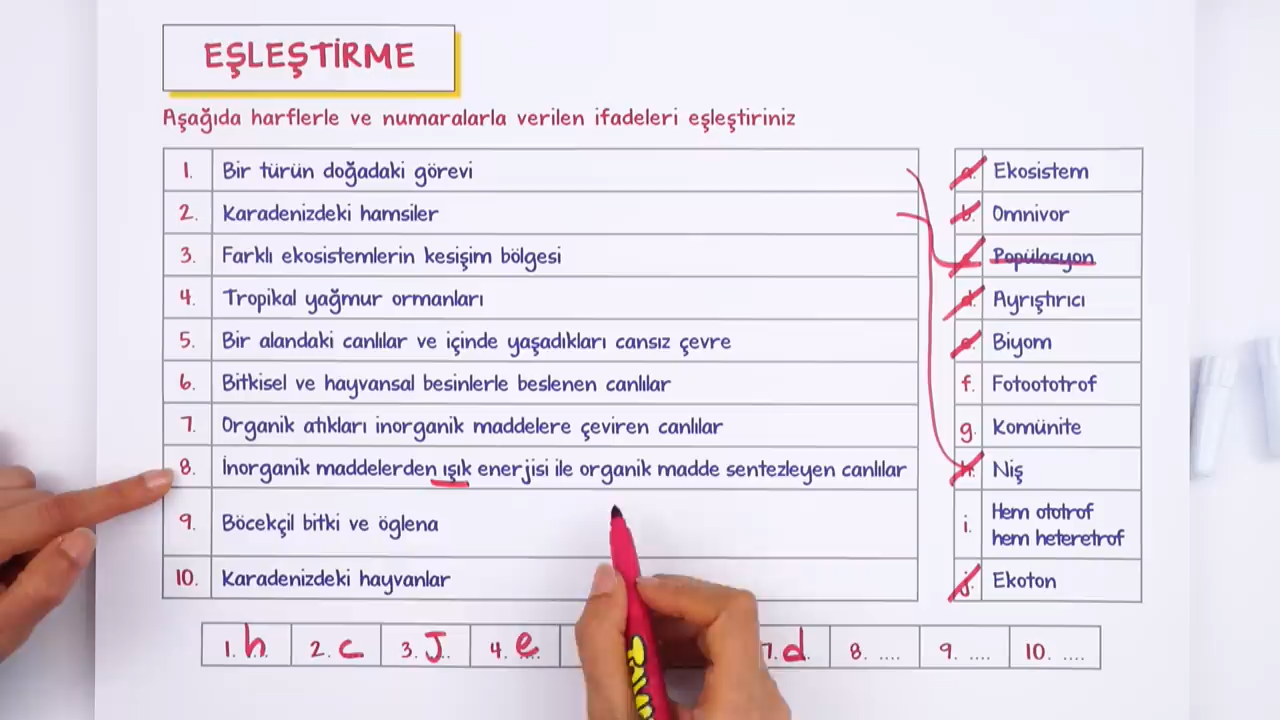 EŞLEŞTİRME
Aşağıda harflerle ve numaralarla verilen ifadeleri eşleştiriniz
1. Bir türün doğadaki görevi
2. Karadenizdeki hamsiler
3. Farklı ekosistemlerin kesişim bölgesi
4. Tropikal yağmur ormanları
5. Bir alandaki canlılar ve içinde yaşadıkları cansız çevre
6. Bitkisel ve hayvansal besinlerle beslenen canlılar
7. Organik atıkları inorganik maddelere çeviren canlılar
8. İnorganik maddelerden ışık enerjisi ile organik madde sentezleyen canlılar
9. Böcekçil bitki ve öglena
10. Karadenizdeki hayvanlar
a. Ekosistem
b. Omnivor
Popülasyon
d. Ayrıştırıcı
e. Biyom
f. Fotoototrof
g. Komünite
h. Niş
i. Hem ototrof
hem heteretrof
j. Ekoton
1. h 2. c 3. J 4. e 7. d 8. .... 9. .... 10. ....